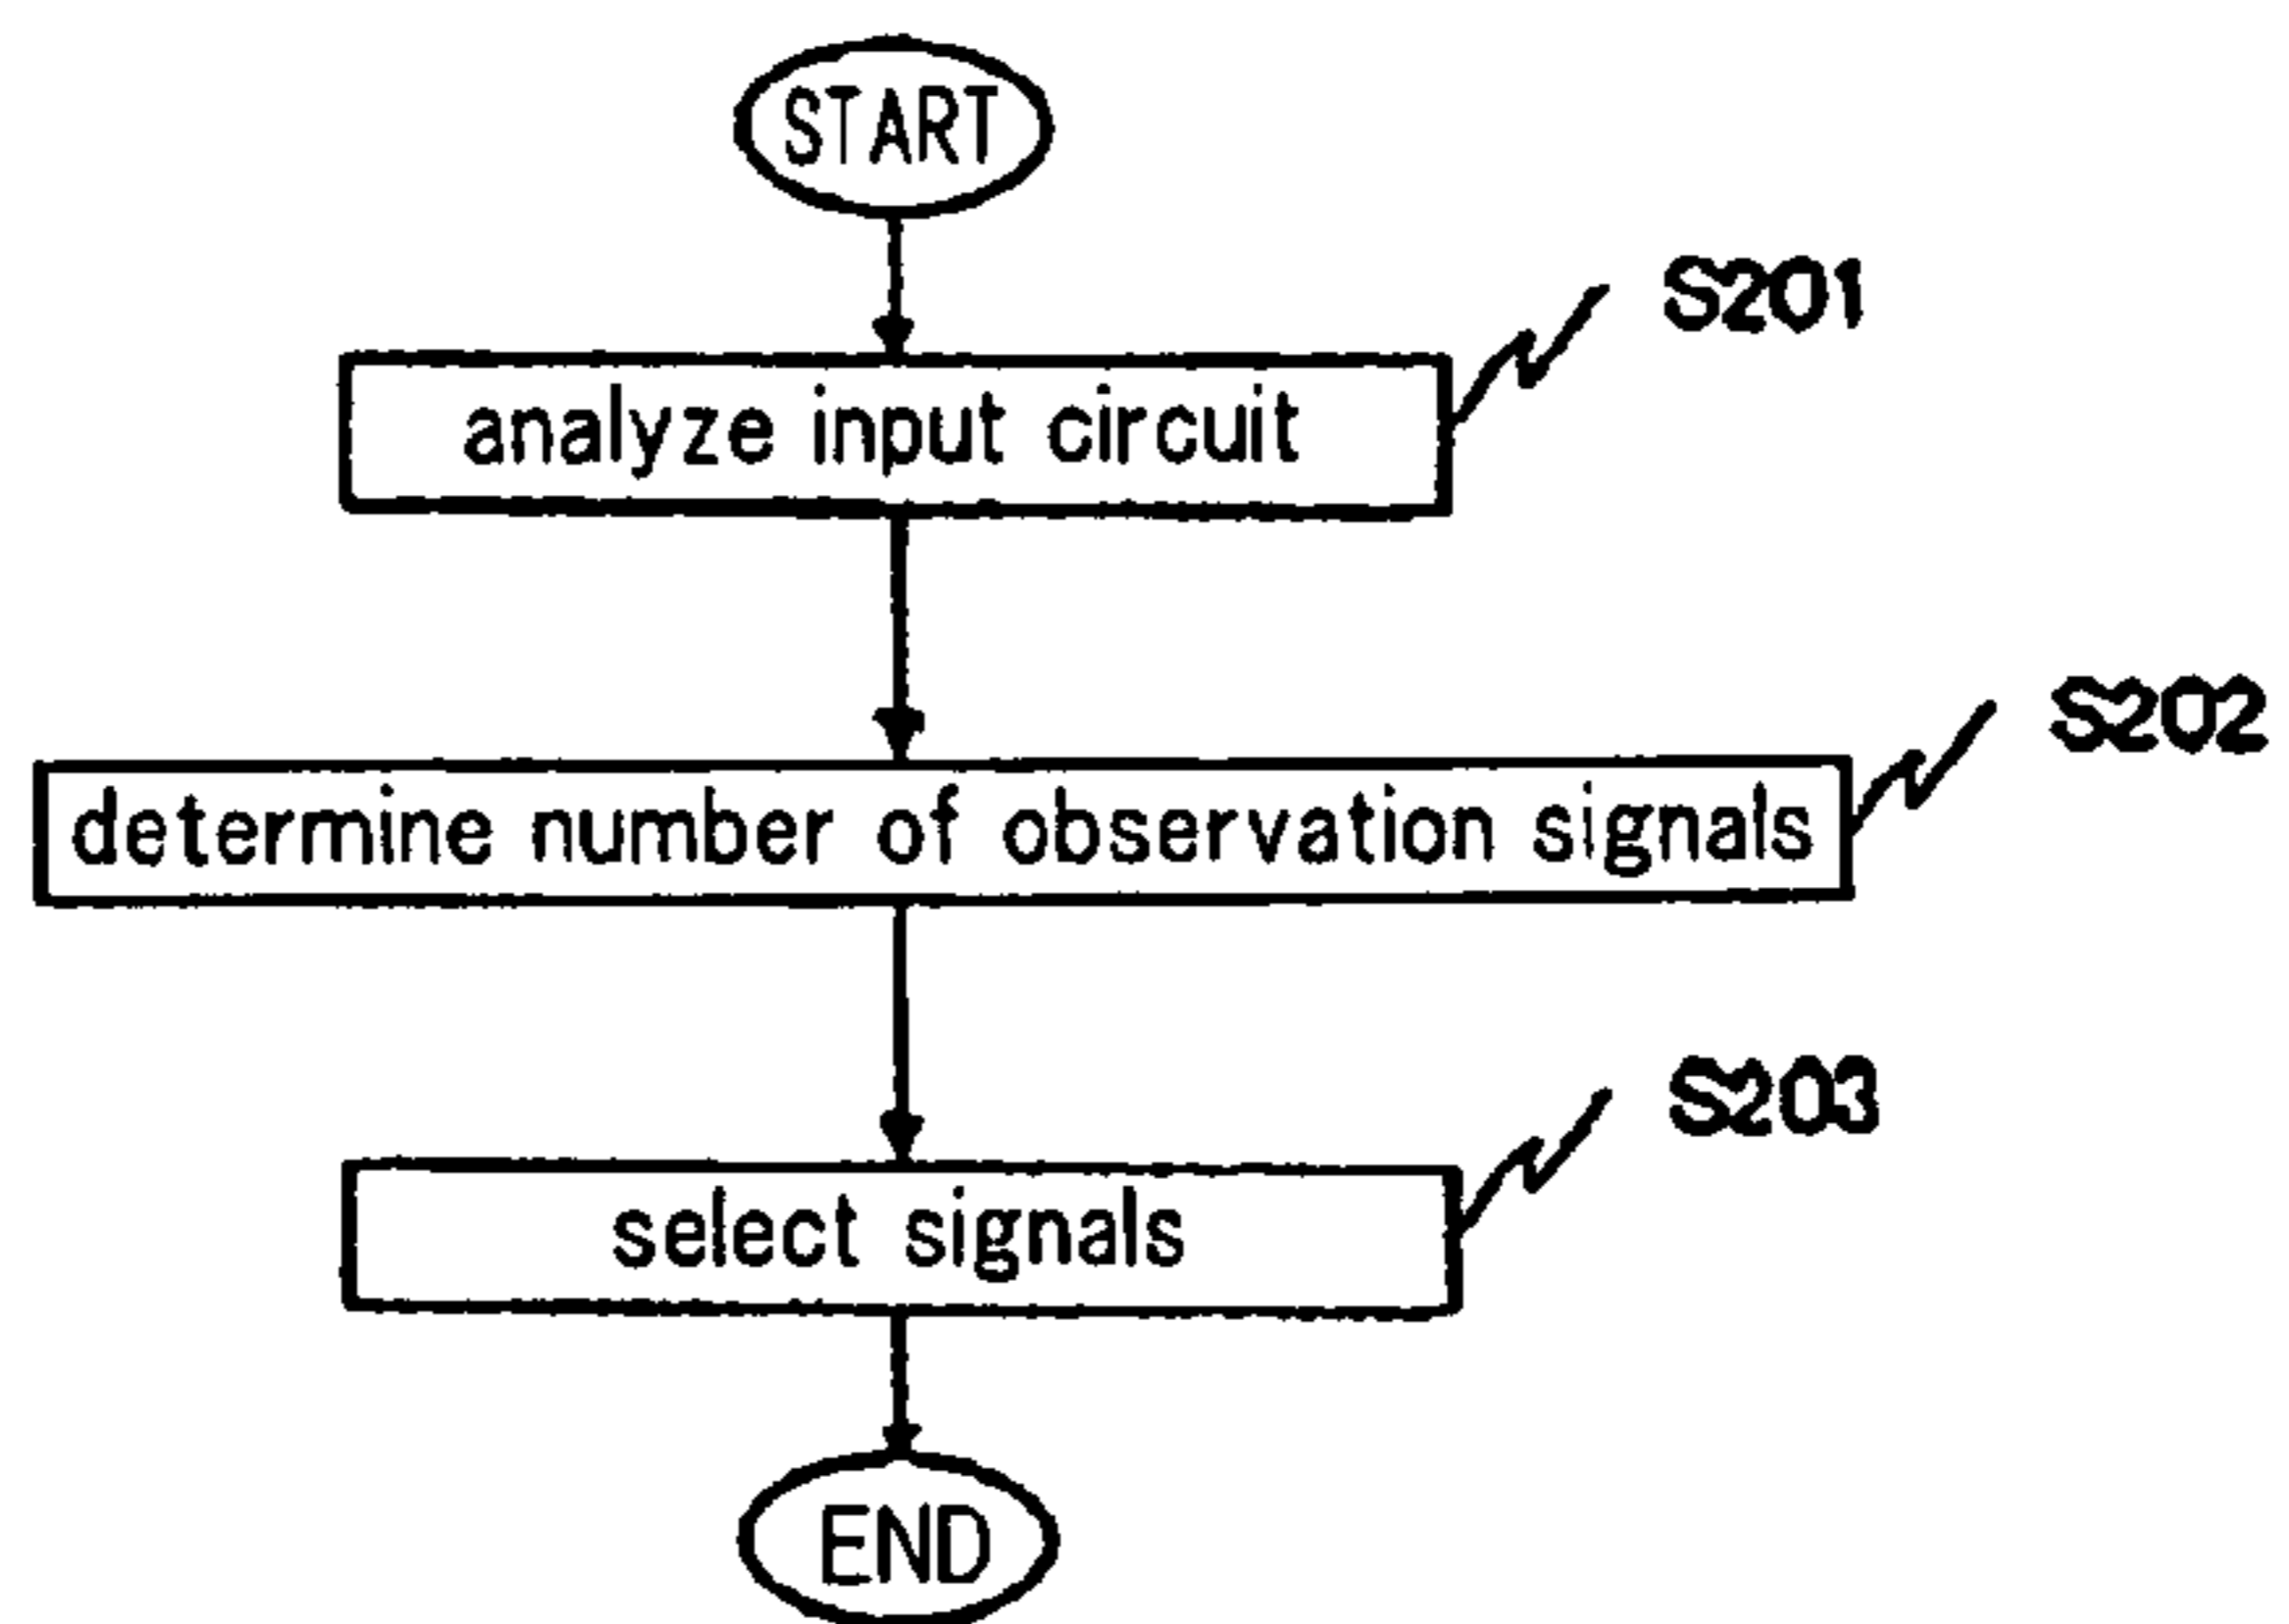 START
S201
analyze input circuit
S202
determine number of observation signals
S203
select signals
END